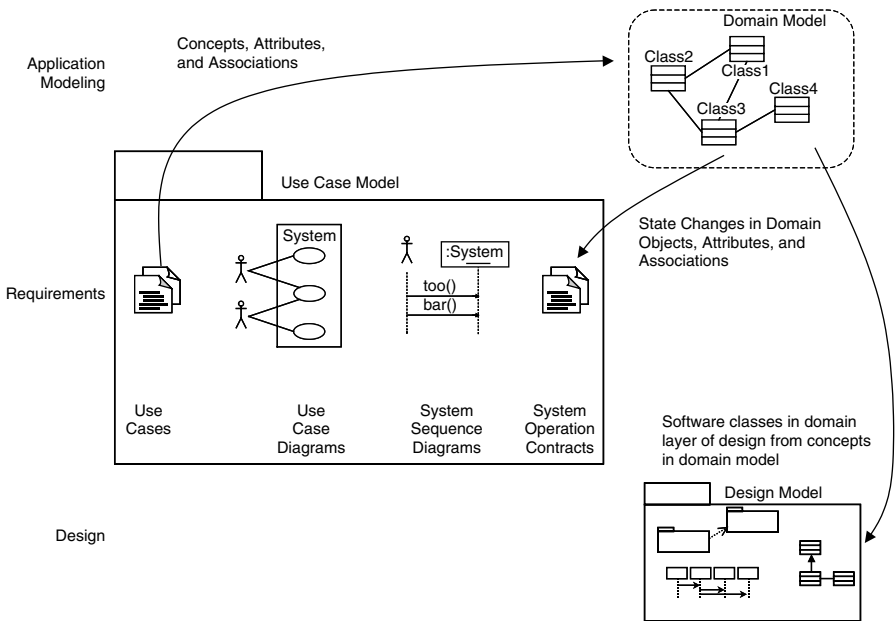 Domain Model
Concepts, Attributes,
and Associations
Application
Modeling
Class2
Class1
Class4
Class3
Use Case Model
State Changes in Domain
Objects, Attributes, and
Associations
System
:System
Requirements
too()
bar()
Use
Cases
Use
Case
Diagrams
System
Sequence
Diagrams
System
Operation
Contracts
Software classes in domain
layer of design from concepts
in domain model
Design Model
Design